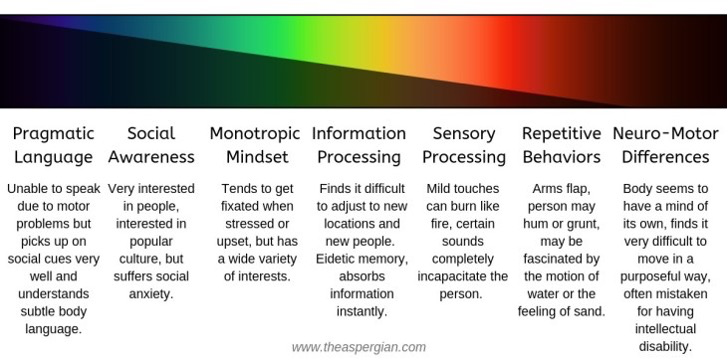 Pragmatic
Language
Unable to speak
due to motor
problems but
picks up on
social cues very
well and
understands
subtle body
language.
Social
Awareness
Very interested
in people,
interested in
popular
culture, but
suffers social
anxiety.
Monotropic
Mindset
Tends to get
fixated when
stressed or
upset, but has
a wide variety
of interests.
Information
Processing
Finds it difficult
to adjust to new
locations and
new people.
Eidetic memory,
absorbs
information
instantly.
Sensory
Processing
Mild touches
can burn like
fire, certain
sounds
completely
incapacitate the
person.
Repetitive
Behaviors
Arms flap,
person may
hum or grunt,
may be
fascinated by
the motion of
water or the
feeling of sand.
Neuro-Motor
Differences
Body seems to
have a mind of
its own, finds it
very difficult to
move in a
purposeful way,
often mistaken
for having
intellectual
disability.
www.theaspergian.com